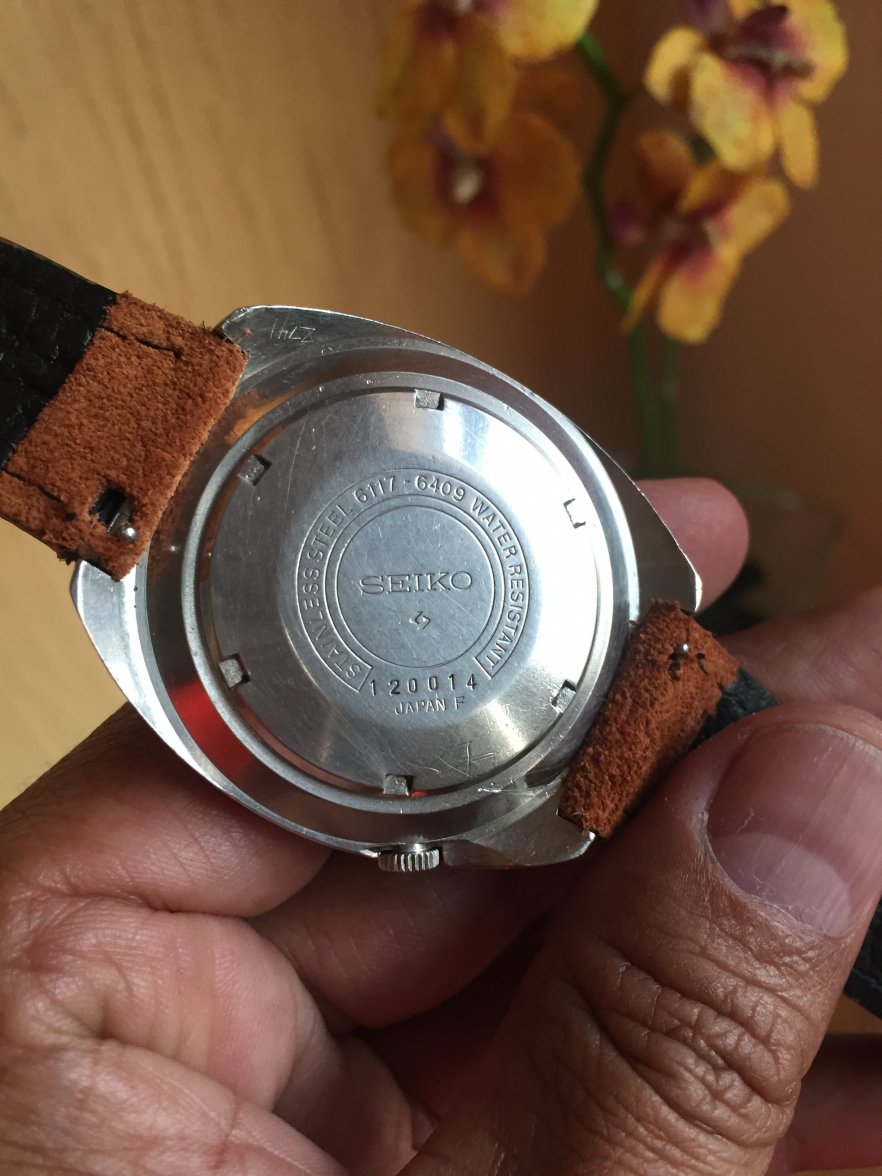 STAINLESS STEEL 6117-6409 WATER RESISTANT
SEIKO
120014
JAPAN F